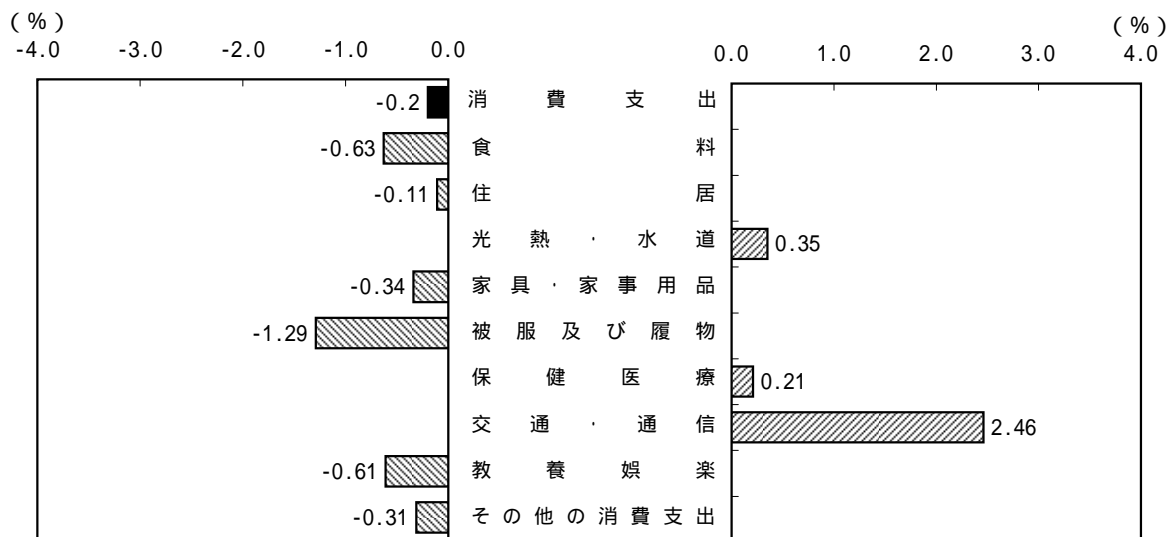 (%) (%)
-4.0 -3.0 -2.0 -1.0 0.0 0.0 1.0 2.0 3.0 4.0
-0.2 消費支出
-0.63 食料
-0.11 住居
光熱・水道 0.35
-0.34 家具・家事用品
-1.29 被服及び履物
保健医療 0.21
交通・通信 2.46
-0.61 教養娯楽
-0.31 その他の消費支出